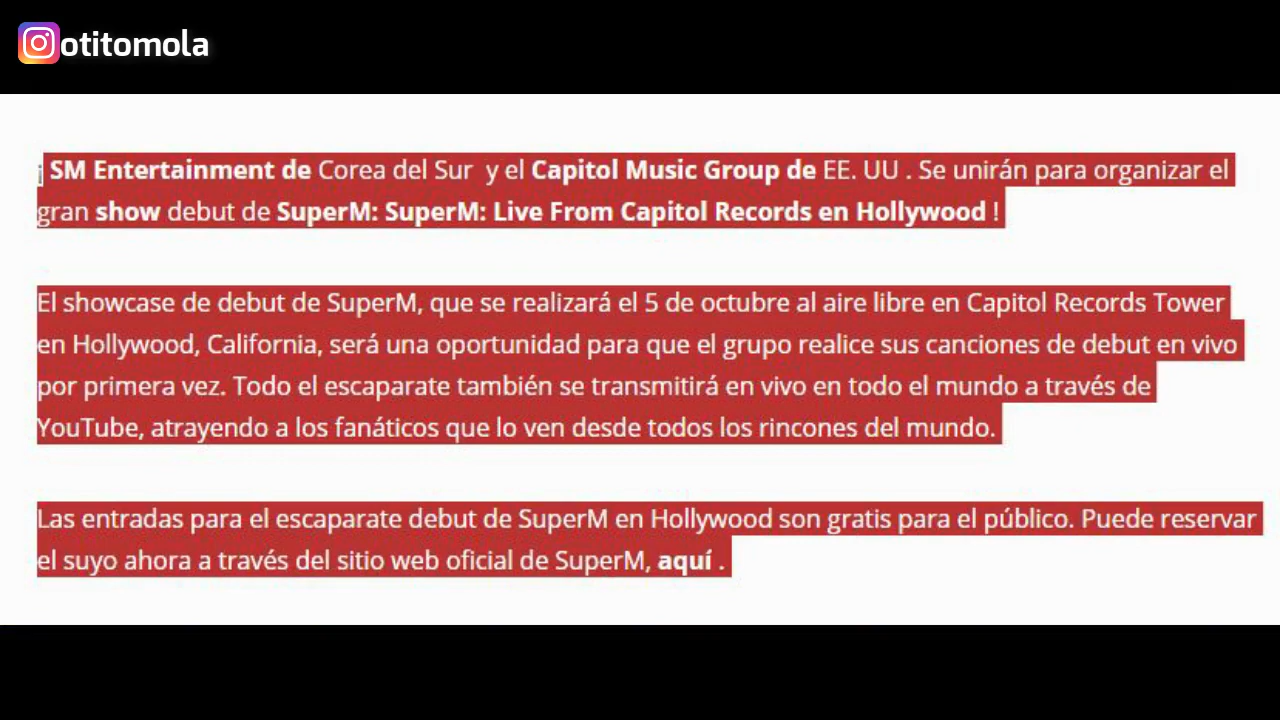 otitomola
¡ SM Entertainment de Corea del Sur y el Capitol Music Group de EE. UU . Se unirán para organizar el
gran show debut de SuperM: SuperM: Live From Capitol Records en Hollywood !
El showcase de debut de SuperM, que se realizará el 5 de octubre al aire libre en Capitol Records Tower
en Hollywood, California, será una oportunidad para que el grupo realice sus canciones de debut en vivo
por primera vez. Todo el escaparate también se transmitirá en vivo en todo el mundo a través de
YouTube, atrayendo a los fanáticos que lo ven desde todos los rincones del mundo.
Las entradas para el escaparate debut de SuperM en Hollywood son gratis para el público. Puede reservar
el suyo ahora a través del sitio web oficial de SuperM, aquí .